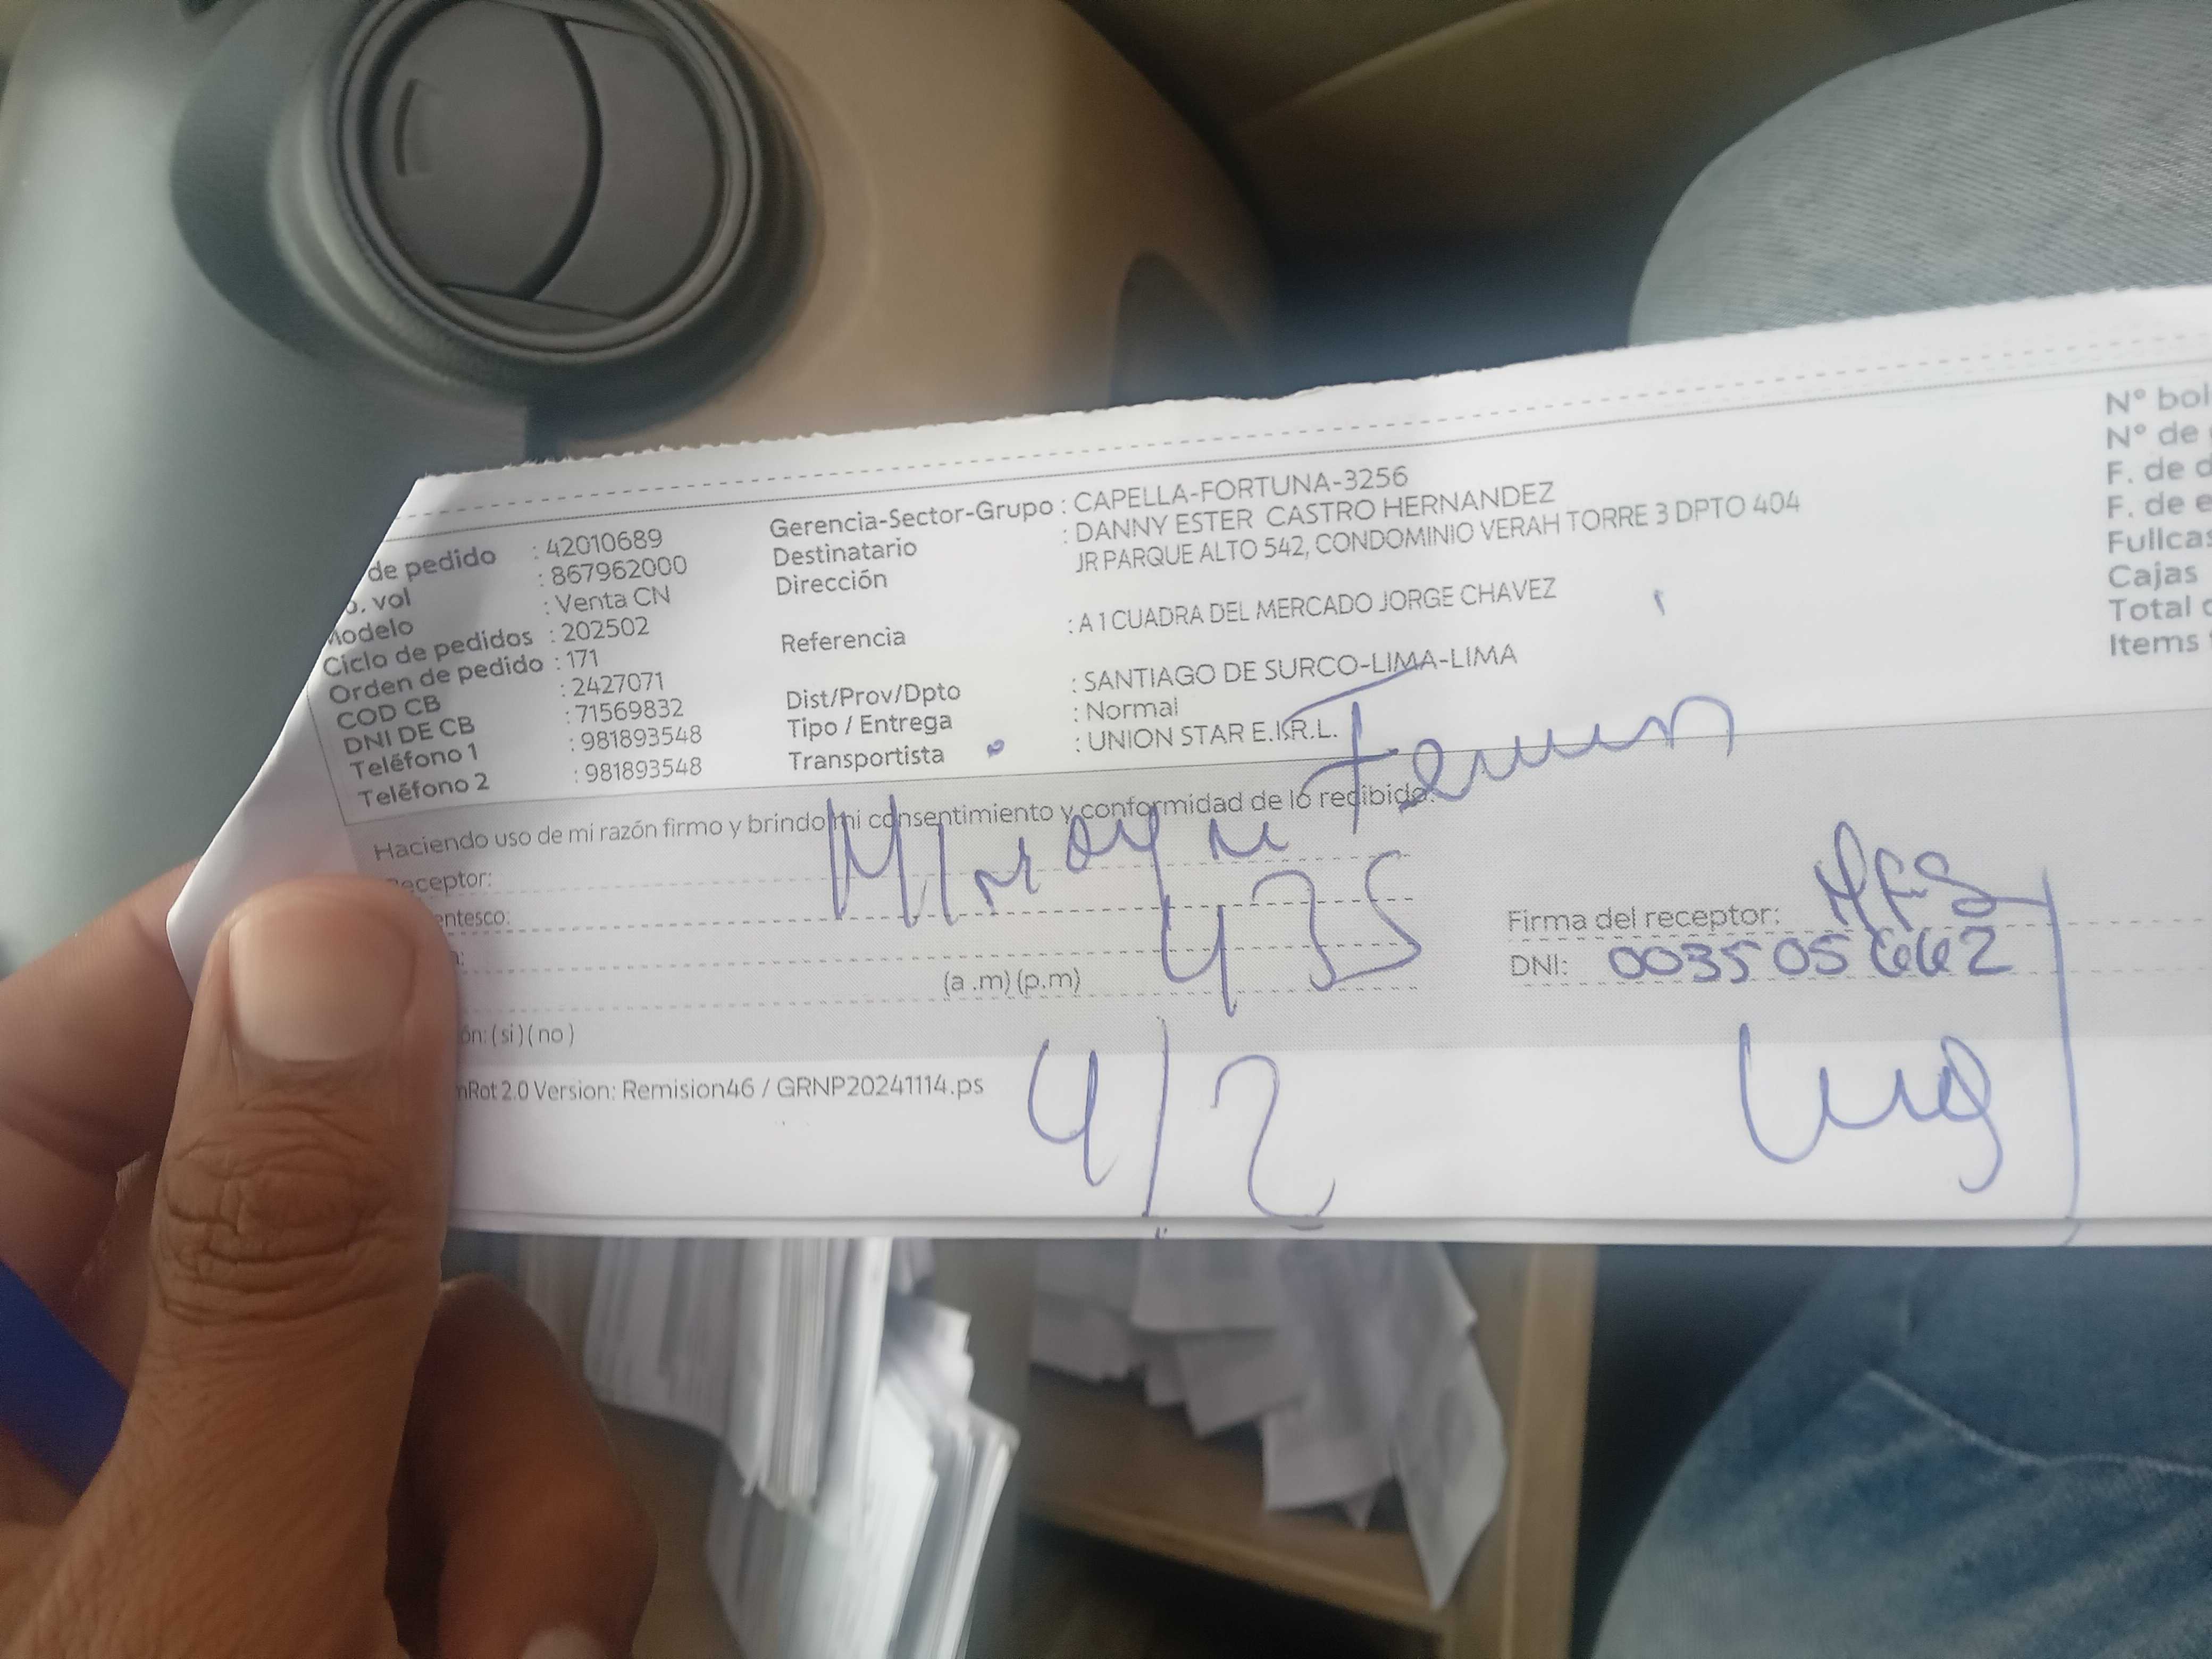 de pedido : 42010689
. vol : 867962000
Modelo : Venta CN
Ciclo de pedidos : 202502
Orden de pedido : 171
COD CB : 2427071
DNI DE CB : 71569832
Teléfono 1 : 981893548
Teléfono 2 : 981893548
Gerencia-Sector-Grupo : CAPELLA-FORTUNA-3256
Destinatario : DANNY ESTER CASTRO HERNANDEZ
Dirección JR PARQUE ALTO 542, CONDOMINIO VERAH TORRE 3 DPTO 404
Referencia : A 1 CUADRA DEL MERCADO JORGE CHAVEZ
Dist/Prov/Dpto : SANTIAGO DE SURCO-LIMA-LIMA
Tipo / Entrega : Normal
Transportista : UNION STAR E.I.R.L.
N° bol
N° de
F. de d
F. de e
Fullcas
Cajas
Total
Items
Haciendo uso de mi razón firmo y brindo mi consentimiento y conformidad de lo recibido.
eceptor:
entesco:
435
(a .m) (p.m)
Firma del receptor:
DNI: 003505662
ón: ( si ) ( no )
mRot 2.0 Version: Remision46 / GRNP20241114.ps
4/2